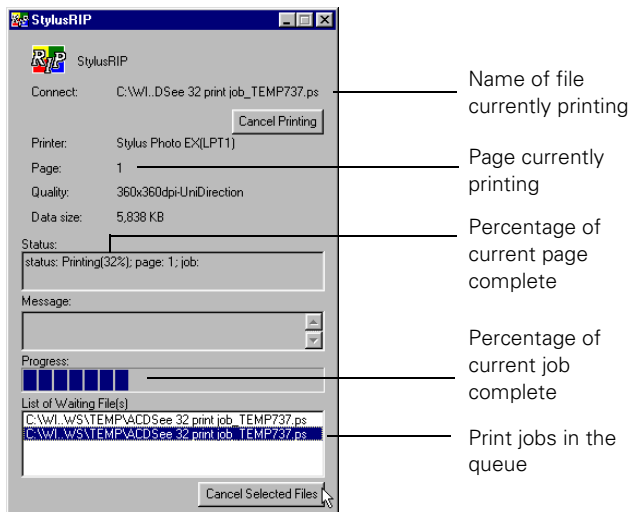 StylusRIP
RIP StylusRIP
Connect: C:\WI..DSee 32 print job_TEMP737.ps
Cancel Printing
Printer: Stylus Photo EX(LPT1)
Page: 1
Quality: 360x360dpi-UniDirection
Data size: 5,838 KB
Status:
status: Printing(32%); page: 1; job:
Message:
Progress:
List of Waiting File(s)
C:\WI..WS\TEMP\ACDSee 32 print job_TEMP737.ps
C:\WI..WS\TEMP\ACDSee 32 print job_TEMP737.ps
Cancel Selected Files
Name of file
currently printing
Page currently
printing
Percentage of
current page
complete
Percentage of
current job
complete
Print jobs in the
queue